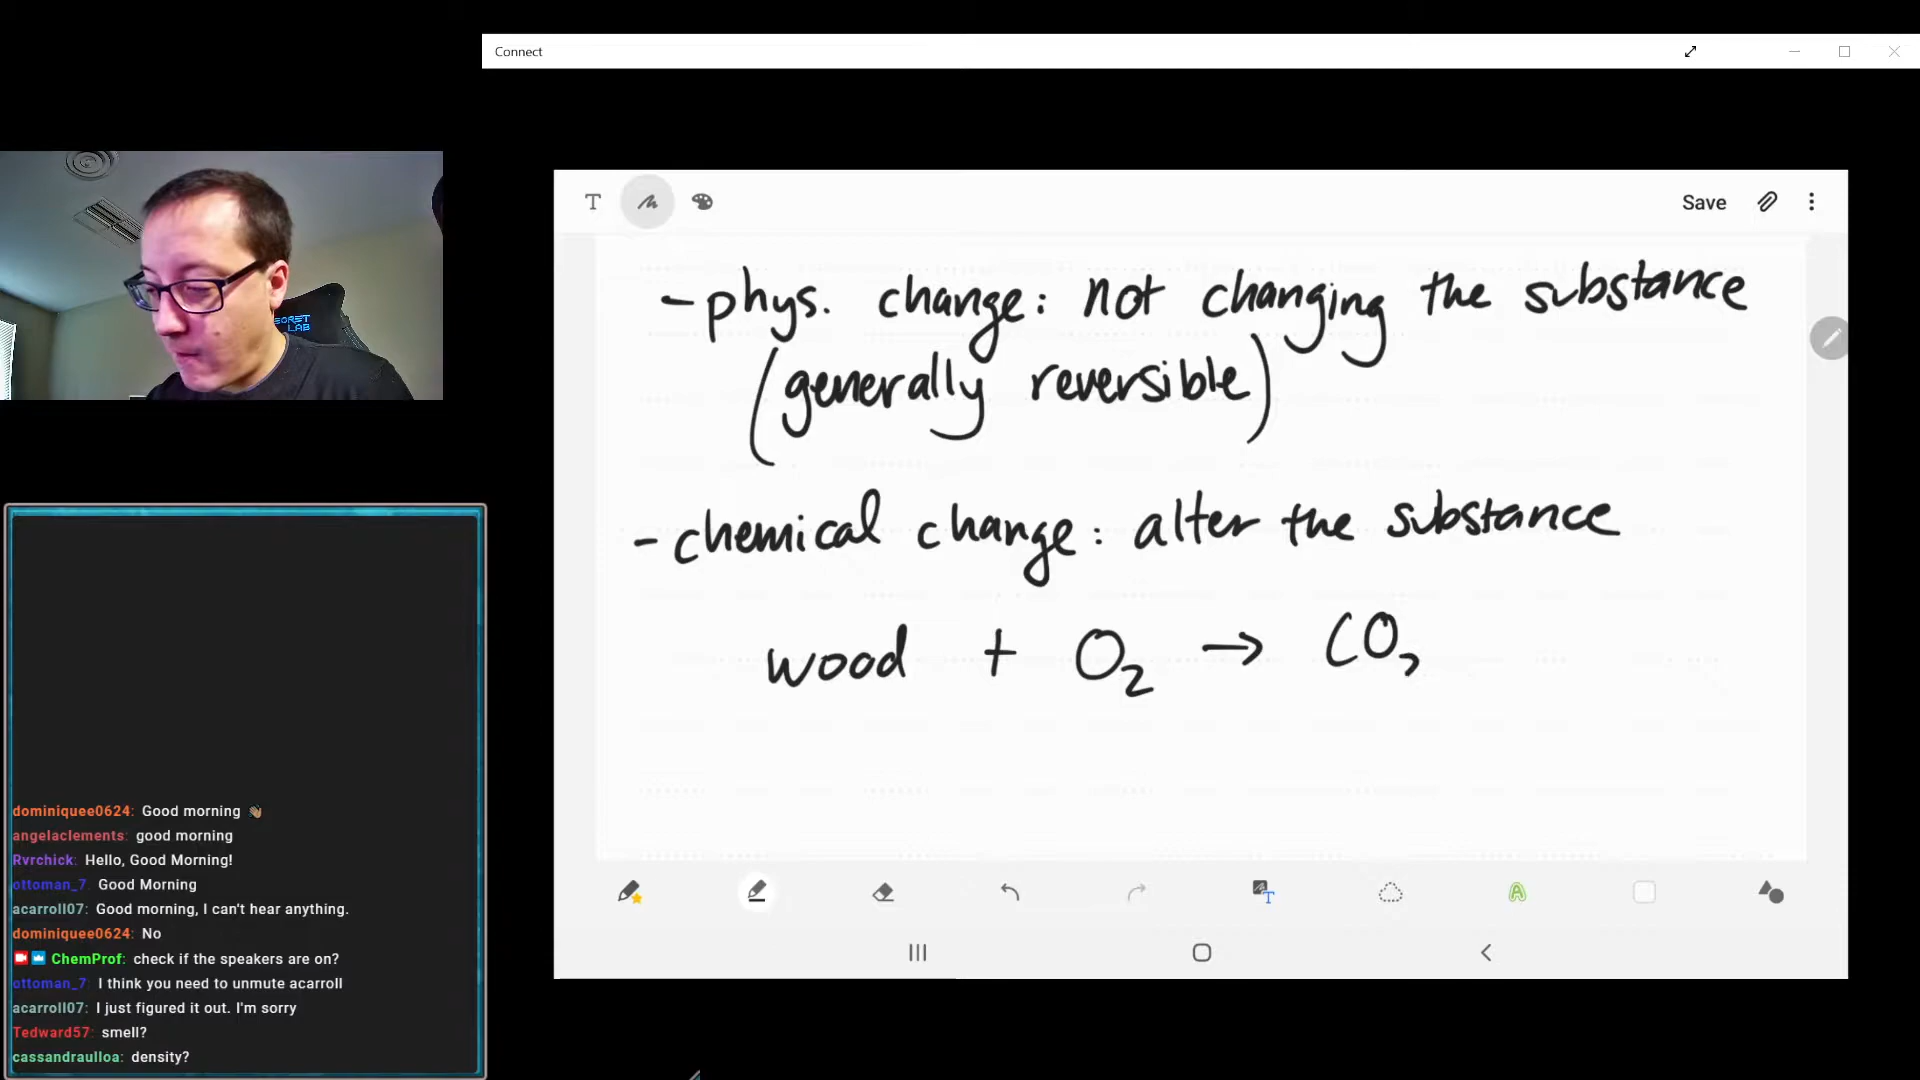 Connect
T
Save
- phys. change: not changing the substance
(generally reversible)
- chemical change: alter the substance
wood + O2 → CO2
T
A
SECRET
LAB
dominiquee0624: Good morning 👋🏽
angelaclements: good morning
Rvrchick: Hello, Good Morning!
ottoman_7: Good Morning
acarroll07: Good morning, I can't hear anything.
dominiquee0624: No
ChemProf: check if the speakers are on?
ottoman_7: I think you need to unmute acarroll
acarroll07: I just figured it out. I'm sorry
Tedward57: smell?
cassandraulloa: density?